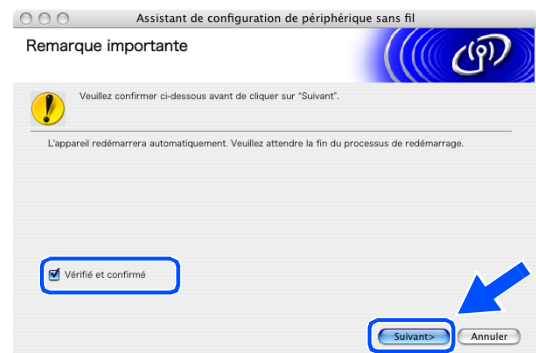 Assistant de configuration de périphérique sans fil
Remarque importante
Veuillez confirmer ci-dessous avant de cliquer sur "Suivant".
L'appareil redémarrera automatiquement. Veuillez attendre la fin du processus de redémarrage.
Vérifié et confirmé
Suivant>
Annuler